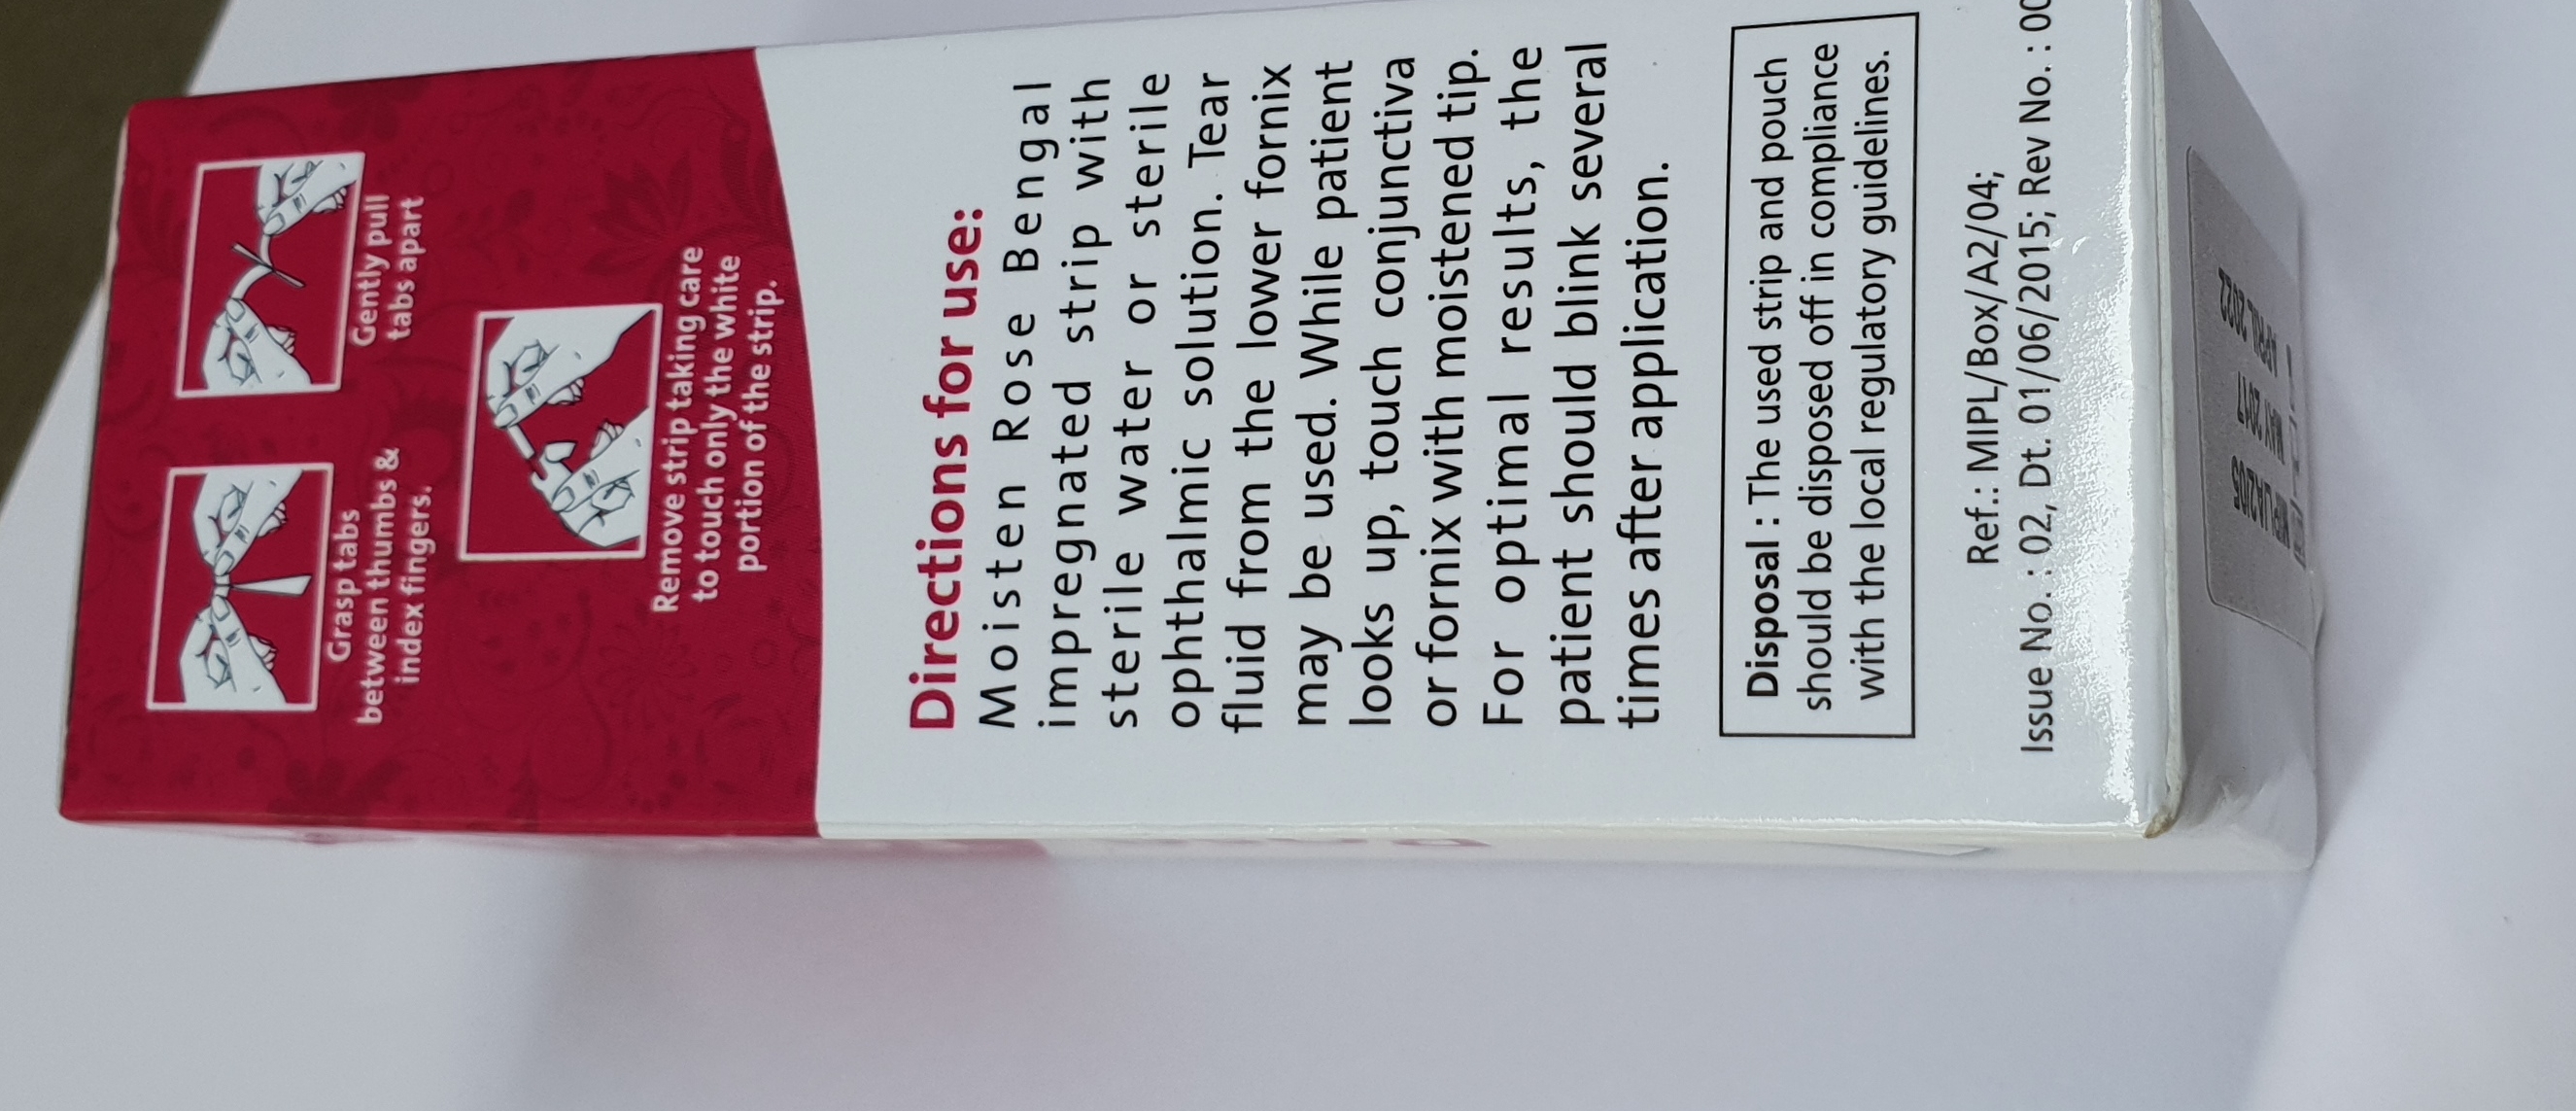 Grasp tabs
between thumbs &
index fingers.
Gently pull
tabs apart
Remove strip taking care
to touch only the white
portion of the strip.
Directions for use:
Moisten Rose Bengal
impregnated strip with
sterile water or sterile
ophthalmic solution. Tear
fluid from the lower fornix
may be used. While patient
looks up, touch conjunctiva
or fornix with moistened tip.
For optimal results, the
patient should blink several
times after application.
Disposal : The used strip and pouch
should be disposed off in compliance
with the local regulatory guidelines.
Ref.: MIPL/Box/A2/04;
Issue No. : 02, Dt. 01/06/2015; Rev No. : 00
MAY 2017
APRIL 2022